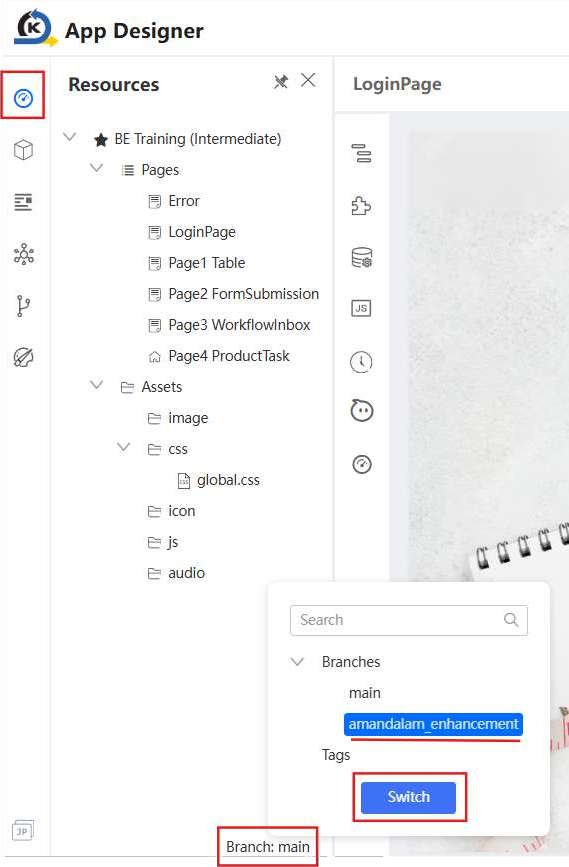 K
App Designer
Resources
LoginPage
BE Training (Intermediate)
Pages
Error
LoginPage
Page1 Table
Page2 FormSubmission
Page3 WorkflowInbox
Page4 ProductTask
Assets
image
css
css
global.css
icon
js
audio
JS
Search
Branches
main
amandalam_enhancement
Tags
Switch
JP
Branch: main